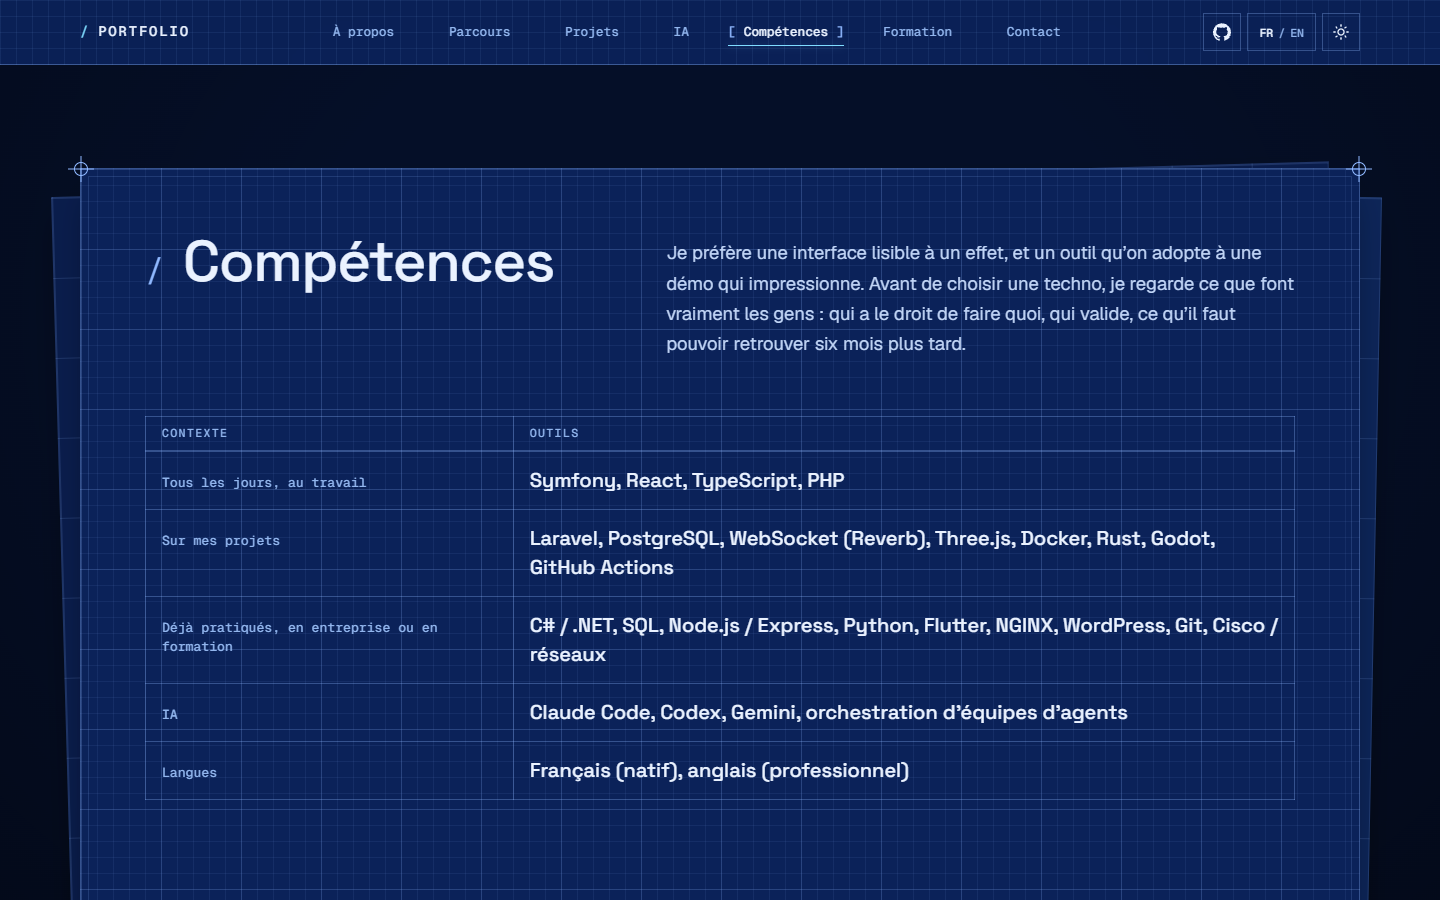 / PORTFOLIO
À propos
Parcours
Projets
IA
[ Compétences ]
Formation
Contact
FR / EN
/ Compétences
Je préfère une interface lisible à un effet, et un outil qu’on adopte à une
démo qui impressionne. Avant de choisir une techno, je regarde ce que font
vraiment les gens : qui a le droit de faire quoi, qui valide, ce qu’il faut
pouvoir retrouver six mois plus tard.
CONTEXTE
OUTILS
Tous les jours, au travail
Symfony, React, TypeScript, PHP
Sur mes projets
Laravel, PostgreSQL, WebSocket (Reverb), Three.js, Docker, Rust, Godot,
GitHub Actions
Déjà pratiqués, en entreprise ou en
formation
C# / .NET, SQL, Node.js / Express, Python, Flutter, NGINX, WordPress, Git, Cisco /
réseaux
IA
Claude Code, Codex, Gemini, orchestration d’équipes d’agents
Langues
Français (natif), anglais (professionnel)